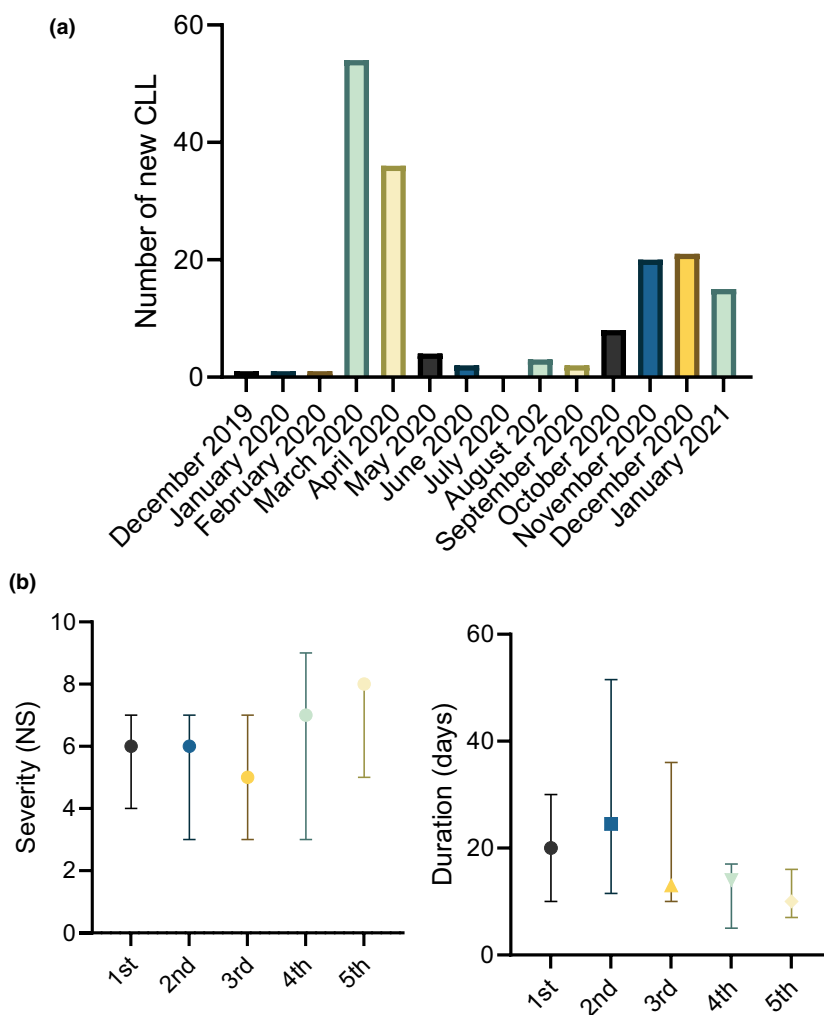 (a)
Number of new CLL
60
40
20
0
December 2019
January 2020
February 2020
March 2020
April 2020
May 2020
June 2020
July 2020
August 202
September 2020
October 2020
November 2020
December 2020
January 2021
(b)
Severity (NS)
10
8
6
4
2
0
1st
2nd
3rd
4th
5th
Duration (days)
60
40
20
0
1st
2nd
3rd
4th
5th